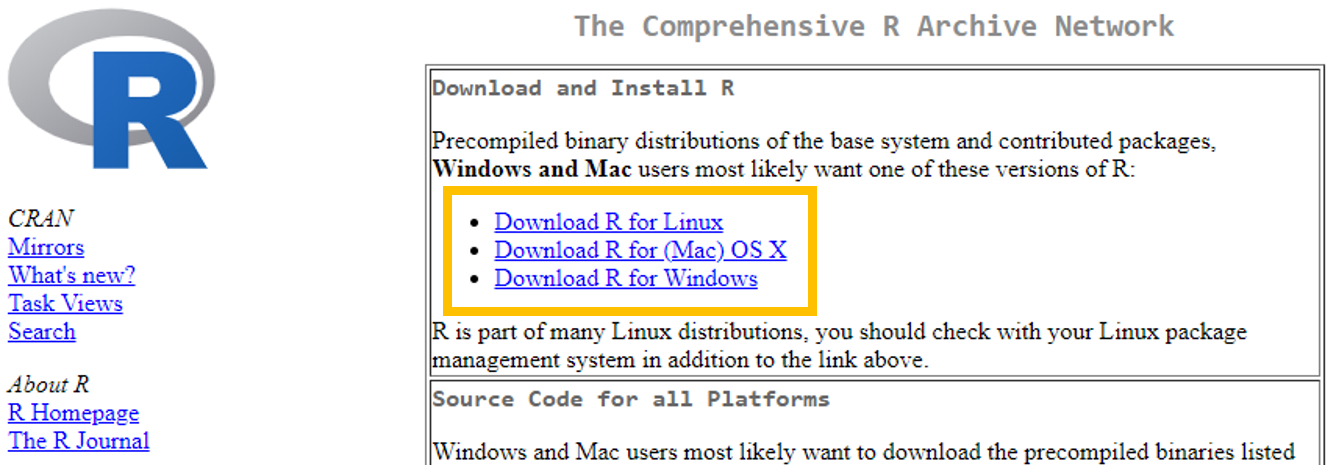 The Comprehensive R Archive Network
R
CRAN
Mirrors
What's new?
Task Views
Search
About R
R Homepage
The R Journal
Download and Install R
Precompiled binary distributions of the base system and contributed packages,
Windows and Mac users most likely want one of these versions of R:
Download R for Linux
Download R for (Mac) OS X
Download R for Windows
R is part of many Linux distributions, you should check with your Linux package
management system in addition to the link above.
Source Code for all Platforms
Windows and Mac users most likely want to download the precompiled binaries listed